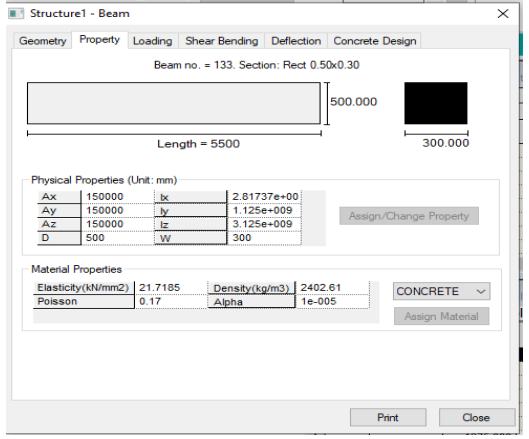 Structure1 - Beam
Geometry Property Loading Shear Bending Deflection Concrete Design
Beam no. = 133. Section: Rect 0.50x0.30
500.000
Length = 5500
300.000
Physical Properties (Unit: mm)
Ax 150000 Ix 2.81737e+00
Ay 150000 Iy 1.125e+009
Az 150000 Iz 3.125e+009
D 500 W 300
Assign/Change Property
Material Properties
Elasticity(kN/mm2) 21.7185 Density(kg/m3) 2402.61
Poisson 0.17 Alpha 1e-005
CONCRETE
Assign Material
Print Close